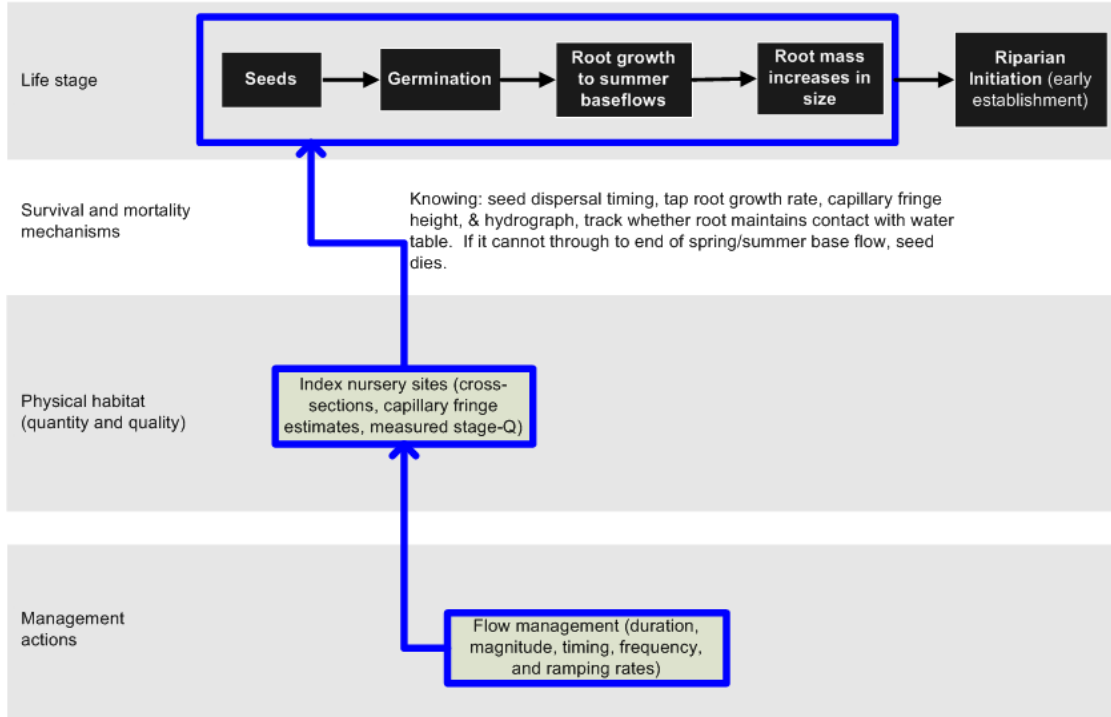 Life stage
Seeds
Germination
Root growth
to summer
baseflows
Root mass
increases in
size
Riparian
Initiation (early
establishment)
Survival and mortality
mechanisms
Knowing: seed dispersal timing, tap root growth rate, capillary fringe
height, & hydrograph, track whether root maintains contact with water
table.  If it cannot through to end of spring/summer base flow, seed
dies.
Physical habitat
(quantity and quality)
Index nursery sites (cross-
sections, capillary fringe
estimates, measured stage-Q)
Management
actions
Flow management (duration,
magnitude, timing, frequency,
and ramping rates)